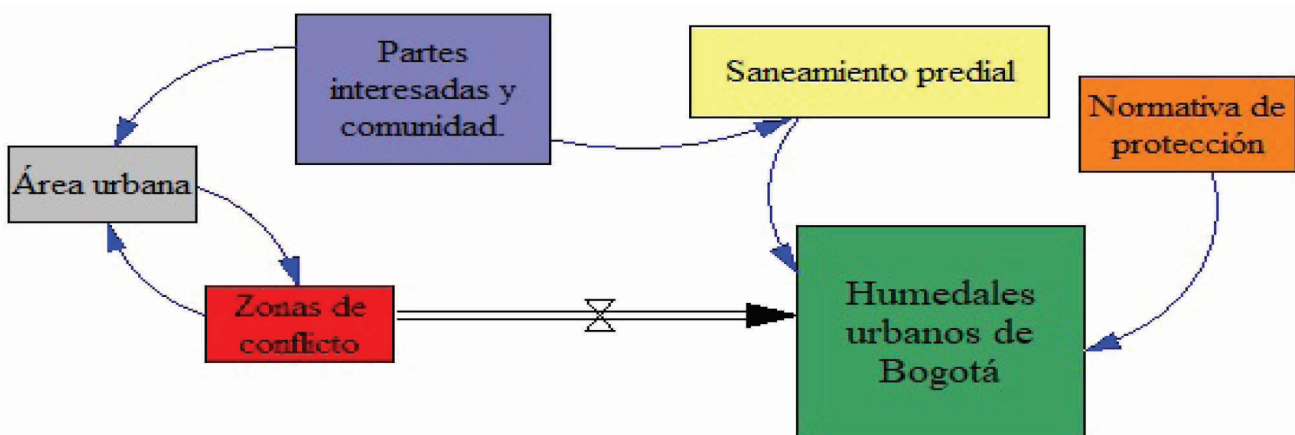 Partes
interesadas y
comunidad.
Saneamiento predial
Normativa de
protección
Área urbana
Zonas de
conflicto
Humedales
urbanos de
Bogotá